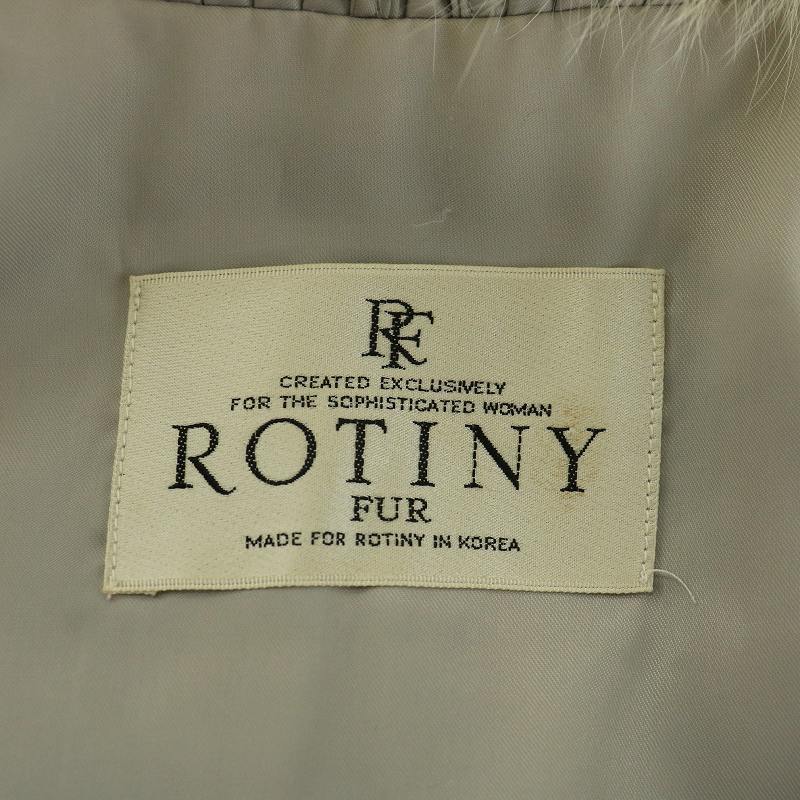 RF
CREATED EXCLUSIVELY
FOR THE SOPHISTICATED WOMAN
ROTINY
FUR
MADE FOR ROTINY IN KOREA